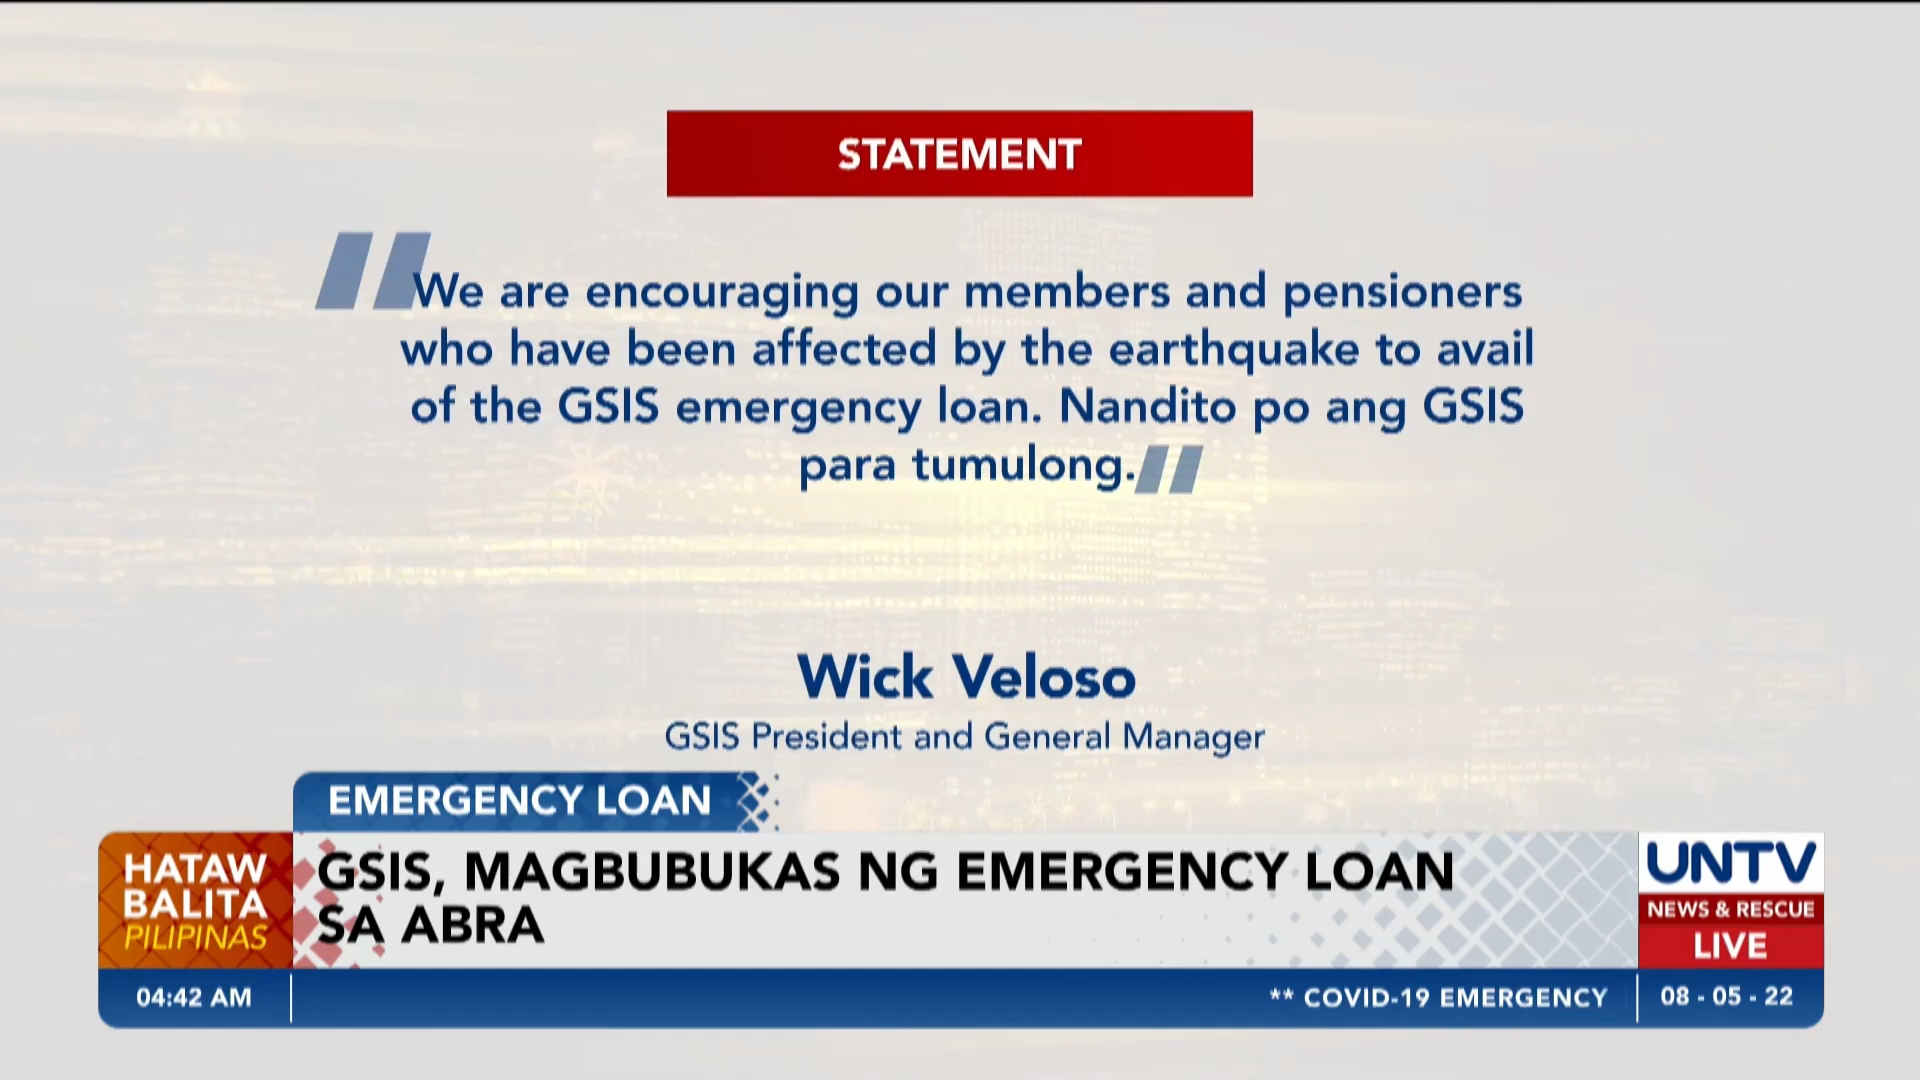 STATEMENT
"We are encouraging our members and pensioners
who have been affected by the earthquake to avail
of the GSIS emergency loan. Nandito po ang GSIS
para tumulong."
Wick Veloso
GSIS President and General Manager
EMERGENCY LOAN
HATAW
BALITA
PILIPINAS
GSIS, MAGBUBUKAS NG EMERGENCY LOAN
SA ABRA
UNTV
NEWS & RESCUE
LIVE
04:42 AM
** COVID-19 EMERGENCY
08 - 05 - 22